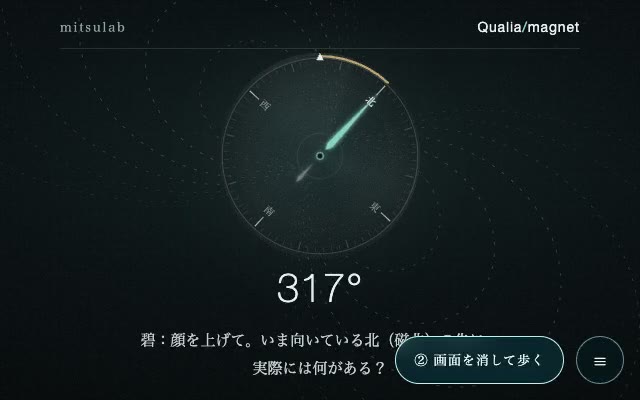 mitsulab
Qualia/magnet
北
西
南
東
317°
碧：顔を上げて。いま向いている北（磁
実際には何がある？
② 画面を消して歩く